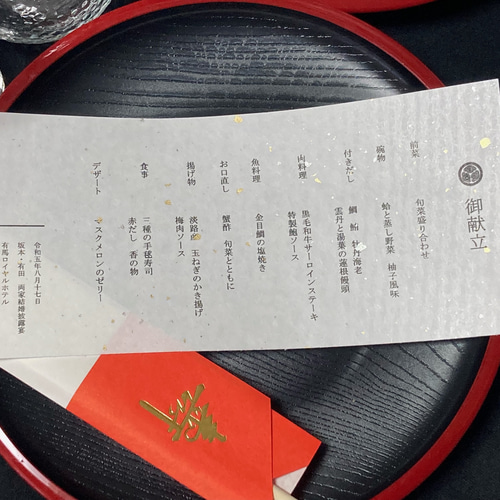 御献立
前菜
旬菜盛り合わせ
碗物
蛤と蒸し野菜 柚子風味
付きだし
鯛 鮪 牡丹海老
雲丹と湯葉の蓮根饅頭
肉料理
黒毛和牛サーロインステーキ
特製鮑ソース
魚料理
金目鯛の塩焼き
お口直し
蟹酢 旬菜とともに
揚げ物
淡路産 玉ねぎのかき揚げ
梅肉ソース
食事
三種の手毬寿司
赤だし 香の物
デザート
マスクメロンのゼリー
令和五年八月十七日
坂本・有田 両家結婚披露宴
有馬ロイヤルホテル
寿